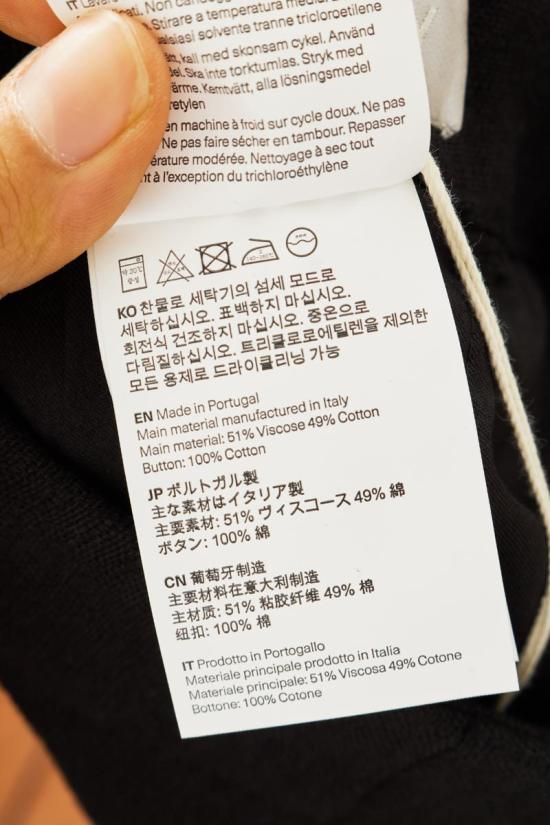 IT Lavare
Non candeggi
Stirare a temperatura media
solvente tranne tricloroetilene
kall med skonsam cykel. Använd
Ska inte torktumlas. Stryk med
Kemtvätt, alla lösningsmedel
en machine à froid sur cycle doux. Ne pas
Ne pas faire sécher en tambour. Repasser
modérée. Nettoyage à sec tout
à l'exception du trichloroéthylène
약 30°C
중성
KO 찬물로 세탁기의 섬세 모드로
세탁하십시오. 표백하지 마십시오.
회전식 건조하지 마십시오. 중온으로
다림질하십시오. 트리클로로에틸렌을 제외한
모든 용제로 드라이클리닝 가능
EN Made in Portugal
Main material manufactured in Italy
Main material: 51% Viscose 49% Cotton
Button: 100% Cotton
JP ポルトガル製
主な素材はイタリア製
主要素材: 51% ヴィスコース 49% 綿
ボタン: 100% 綿
CN 葡萄牙制造
主要材料在意大利制造
主材质: 51% 粘胶纤维 49% 棉
纽扣: 100% 棉
IT Prodotto in Portogallo
Materiale principale prodotto in Italia
Materiale principale: 51% Viscosa 49% Cotone
Bottone: 100% Cotone